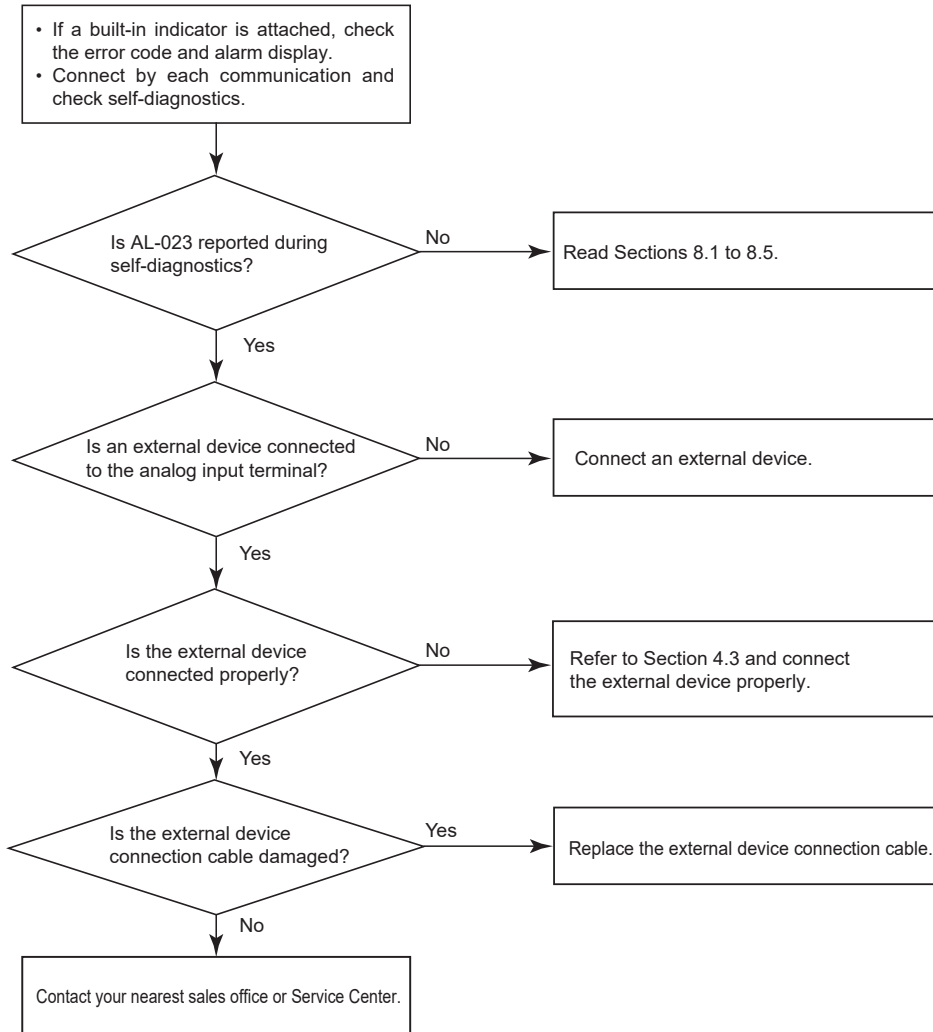 • If a built-in indicator is attached, check
the error code and alarm display.
• Connect by each communication and
check self-diagnostics.
Is AL-023 reported during
self-diagnostics?
No
Read Sections 8.1 to 8.5.
Yes
Is an external device connected
to the analog input terminal?
No
Connect an external device.
Yes
Is the external device
connected properly?
No
Refer to Section 4.3 and connect
the external device properly.
Yes
Is the external device
connection cable damaged?
Yes
Replace the external device connection cable.
No
Contact your nearest sales office or Service Center.